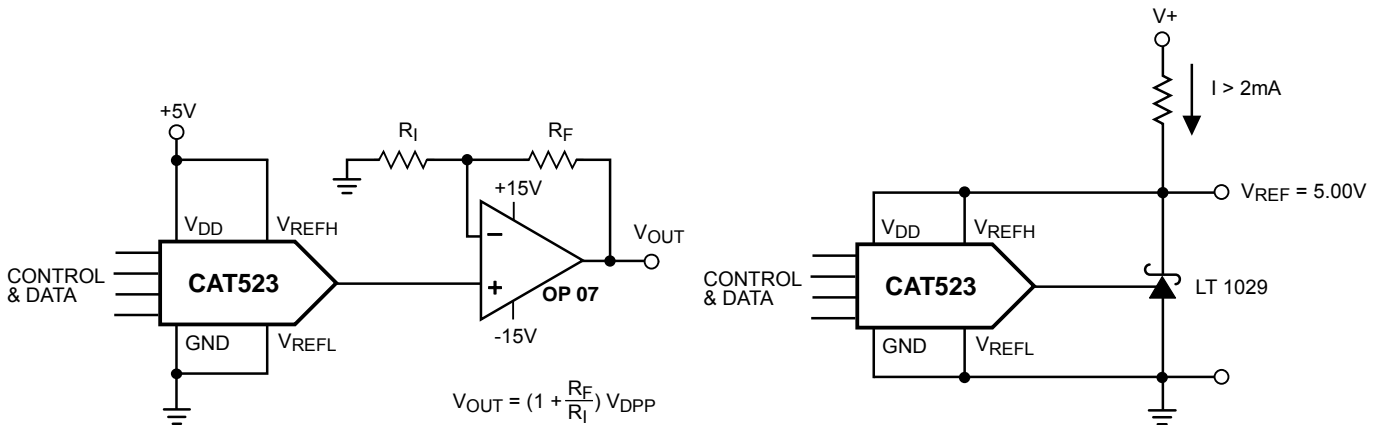 +5V
R_I
R_F
+15V
V_DD
V_REFH
V_OUT
CONTROL
& DATA
CAT523
−
+
OP 07
-15V
GND
V_REFL
V_OUT = (1 + R_F/R_I) V_DPP
V+
I > 2mA
V_REF = 5.00V
V_DD
V_REFH
CONTROL
& DATA
CAT523
LT 1029
GND
V_REFL